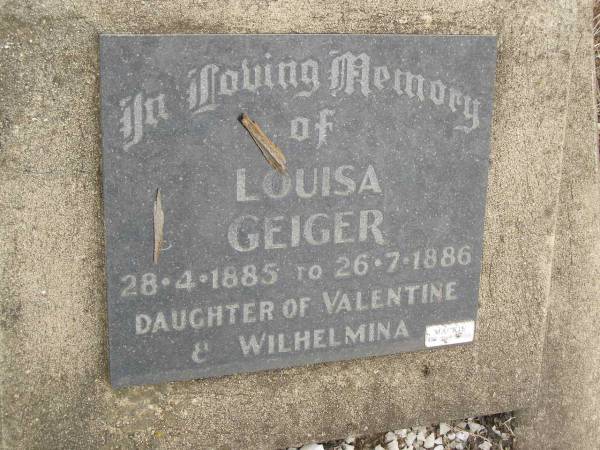 In Loving Memory
of
LOUISA
GEIGER
28·4·1885 TO 26·7·1886
DAUGHTER OF VALENTINE
& WILHELMINA